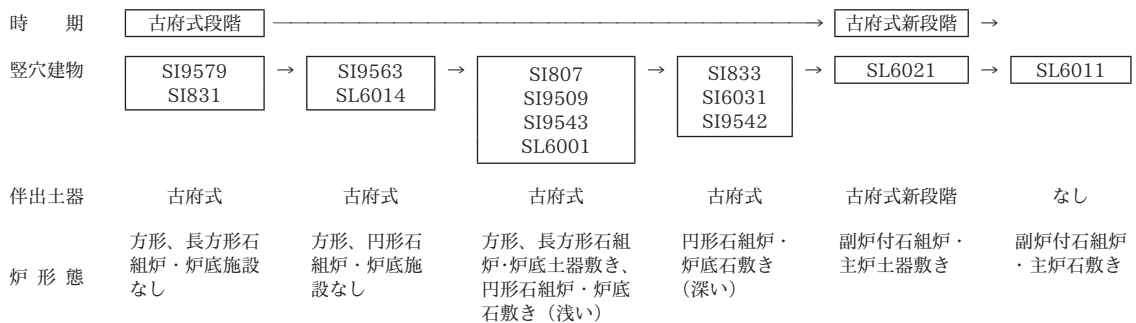 時　期　古府式段階　古府式新段階　→
竪穴建物　SI9579　→　SI9563　→　SI807　→　SI833　→　SL6021　→　SL6011
SI831　SL6014　SI9509　SI6031
SI9543　SI9542
SL6001
伴出土器　古府式　古府式　古府式　古府式　古府式新段階　なし
炉 形 態
方形、長方形石
組炉・炉底施設
なし
方形、円形石
組炉・炉底施
設なし
方形、長方形石組
炉・炉底土器敷き、
円形石組炉・炉底
石敷き（浅い）
円形石組炉・
炉底石敷き
（深い）
副炉付石組炉・
主炉土器敷き
副炉付石組炉
・主炉石敷き